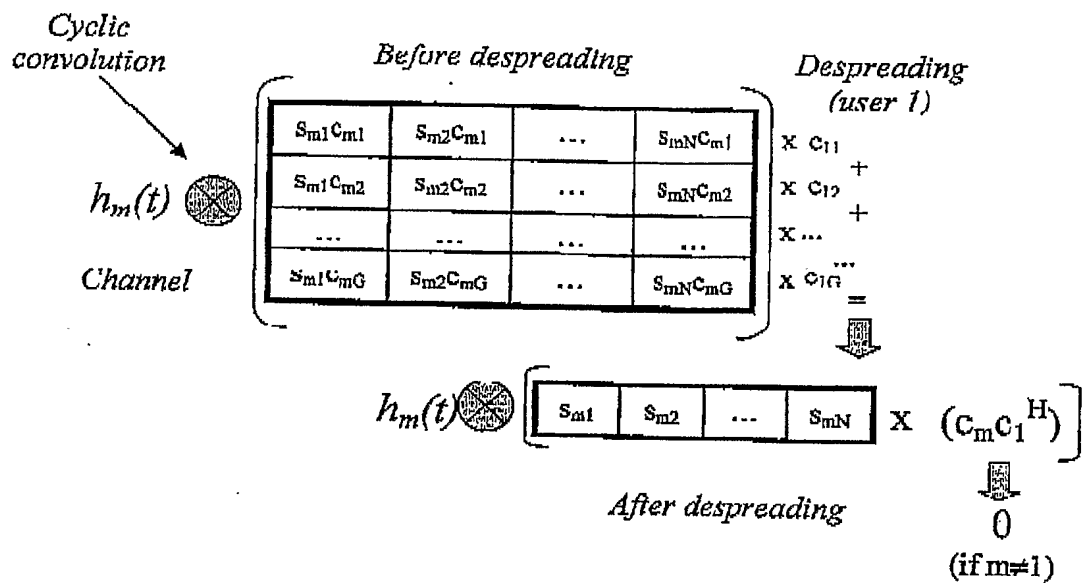 Cyclic
convolution
Before despreading
Despreading
(user 1)
s_m1c_m1 s_m2c_m1 ... s_mNc_m1 x c_11
+
h_m(t) s_m1c_m2 s_m2c_m2 ... s_mNc_m2 x c_12
+
... ... ... ... x ...
...
Channel s_m1c_mG s_m2c_mG ... s_mNc_mG x c_1G
=
h_m(t) s_m1 s_m2 ... s_mN x (c_mc_1^H)
After despreading
0
(if m≠1)